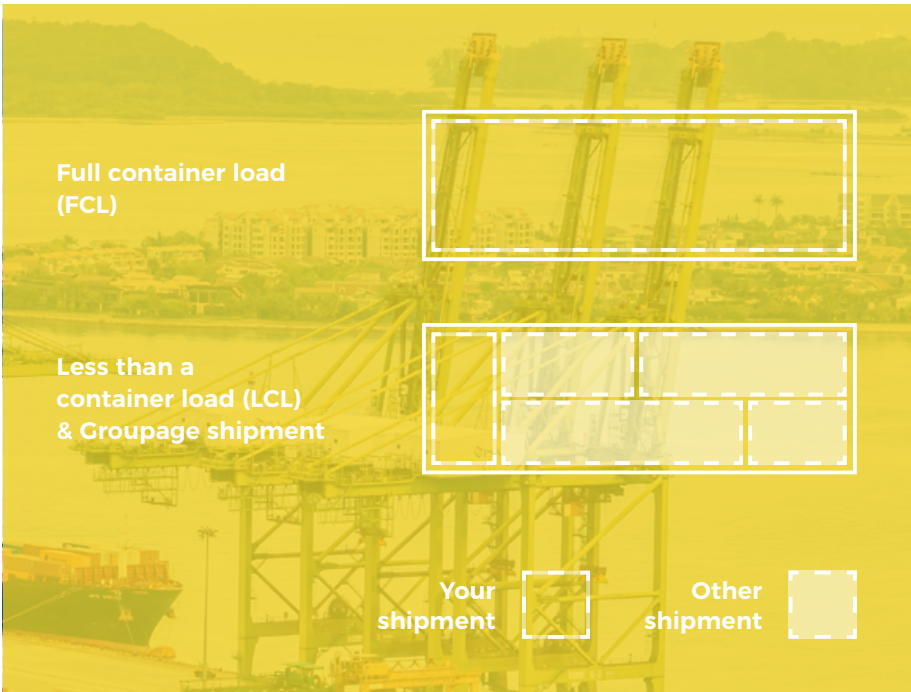 Full container load
(FCL)
Less than a
container load (LCL)
& Groupage shipment
Your
shipment
Other
shipment